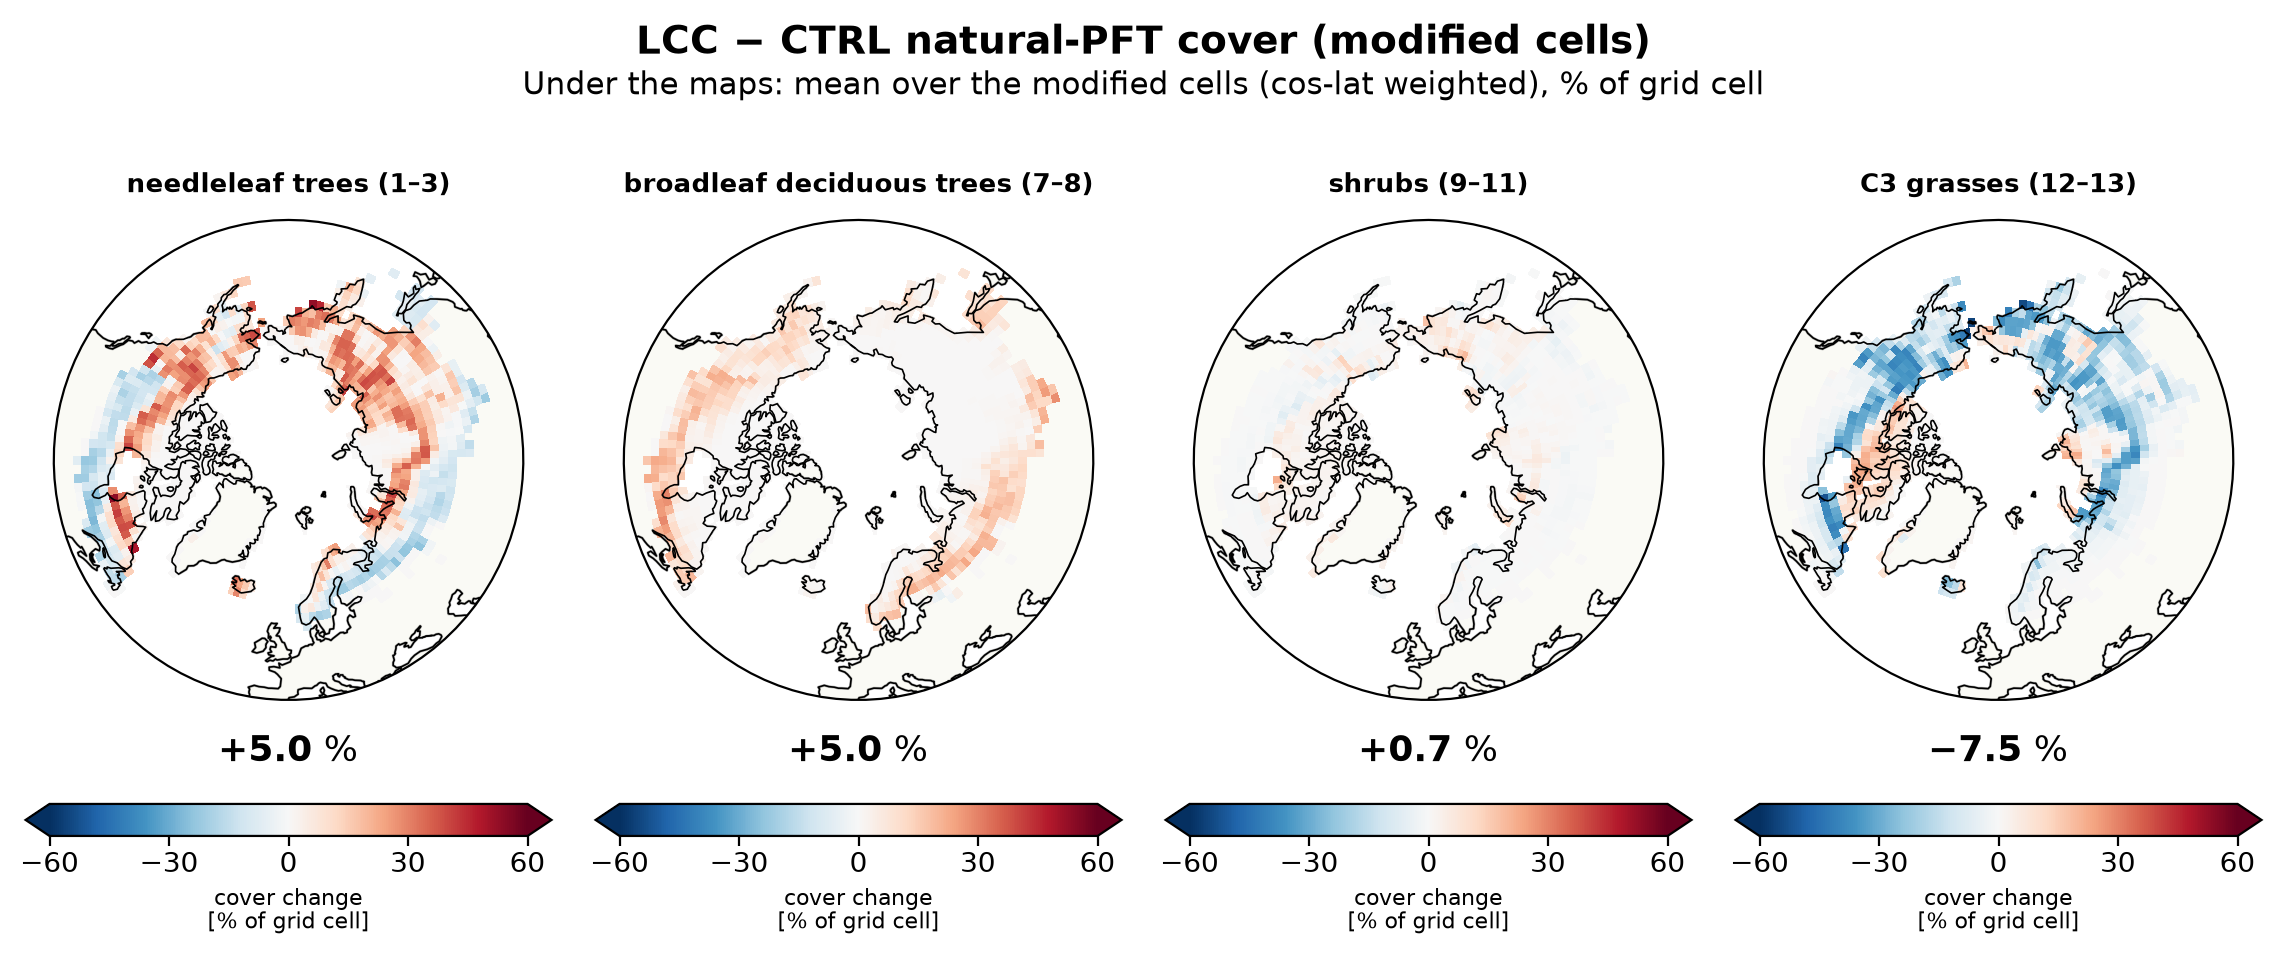 LCC − CTRL natural-PFT cover (modified cells)
Under the maps: mean over the modified cells (cos-lat weighted), % of grid cell
needleleaf trees (1–3)
broadleaf deciduous trees (7–8)
shrubs (9–11)
C3 grasses (12–13)
+5.0 %
+5.0 %
+0.7 %
−7.5 %
−60 −30 0 30 60
−60 −30 0 30 60
−60 −30 0 30 60
−60 −30 0 30 60
cover change
[% of grid cell]
cover change
[% of grid cell]
cover change
[% of grid cell]
cover change
[% of grid cell]